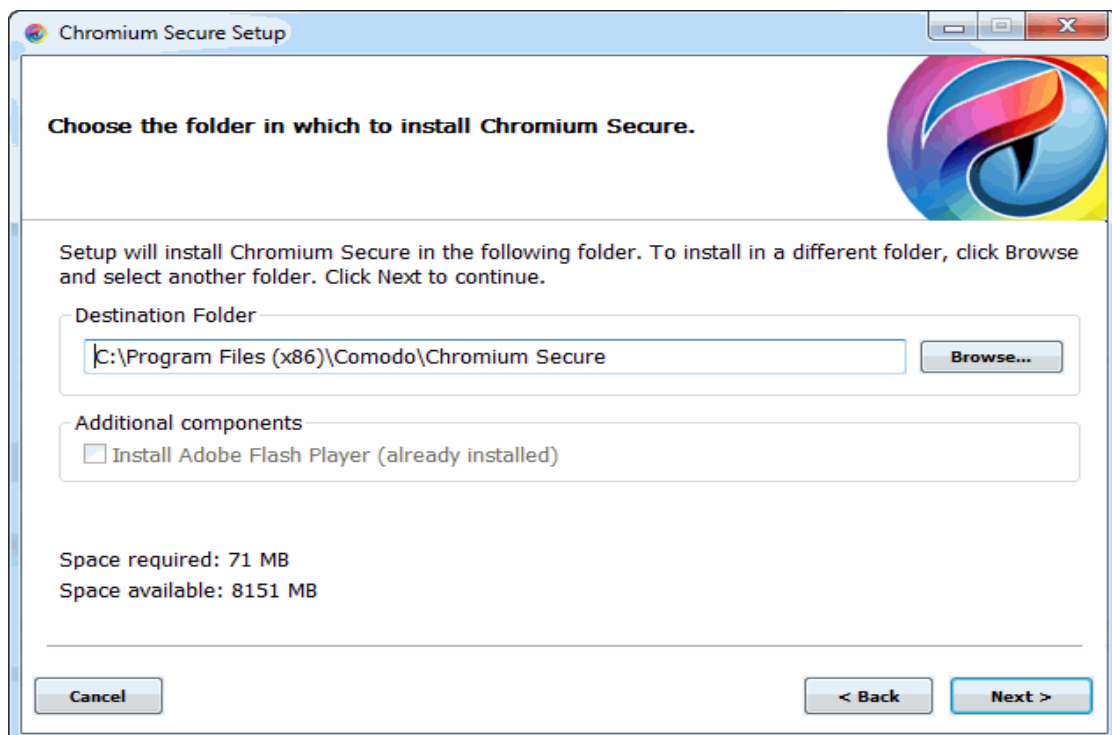 Chromium Secure Setup
Choose the folder in which to install Chromium Secure.
Setup will install Chromium Secure in the following folder. To install in a different folder, click Browse
and select another folder. Click Next to continue.
Destination Folder
C:\Program Files (x86)\Comodo\Chromium Secure
Browse...
Additional components
Install Adobe Flash Player (already installed)
Space required: 71 MB
Space available: 8151 MB
Cancel
< Back
Next >